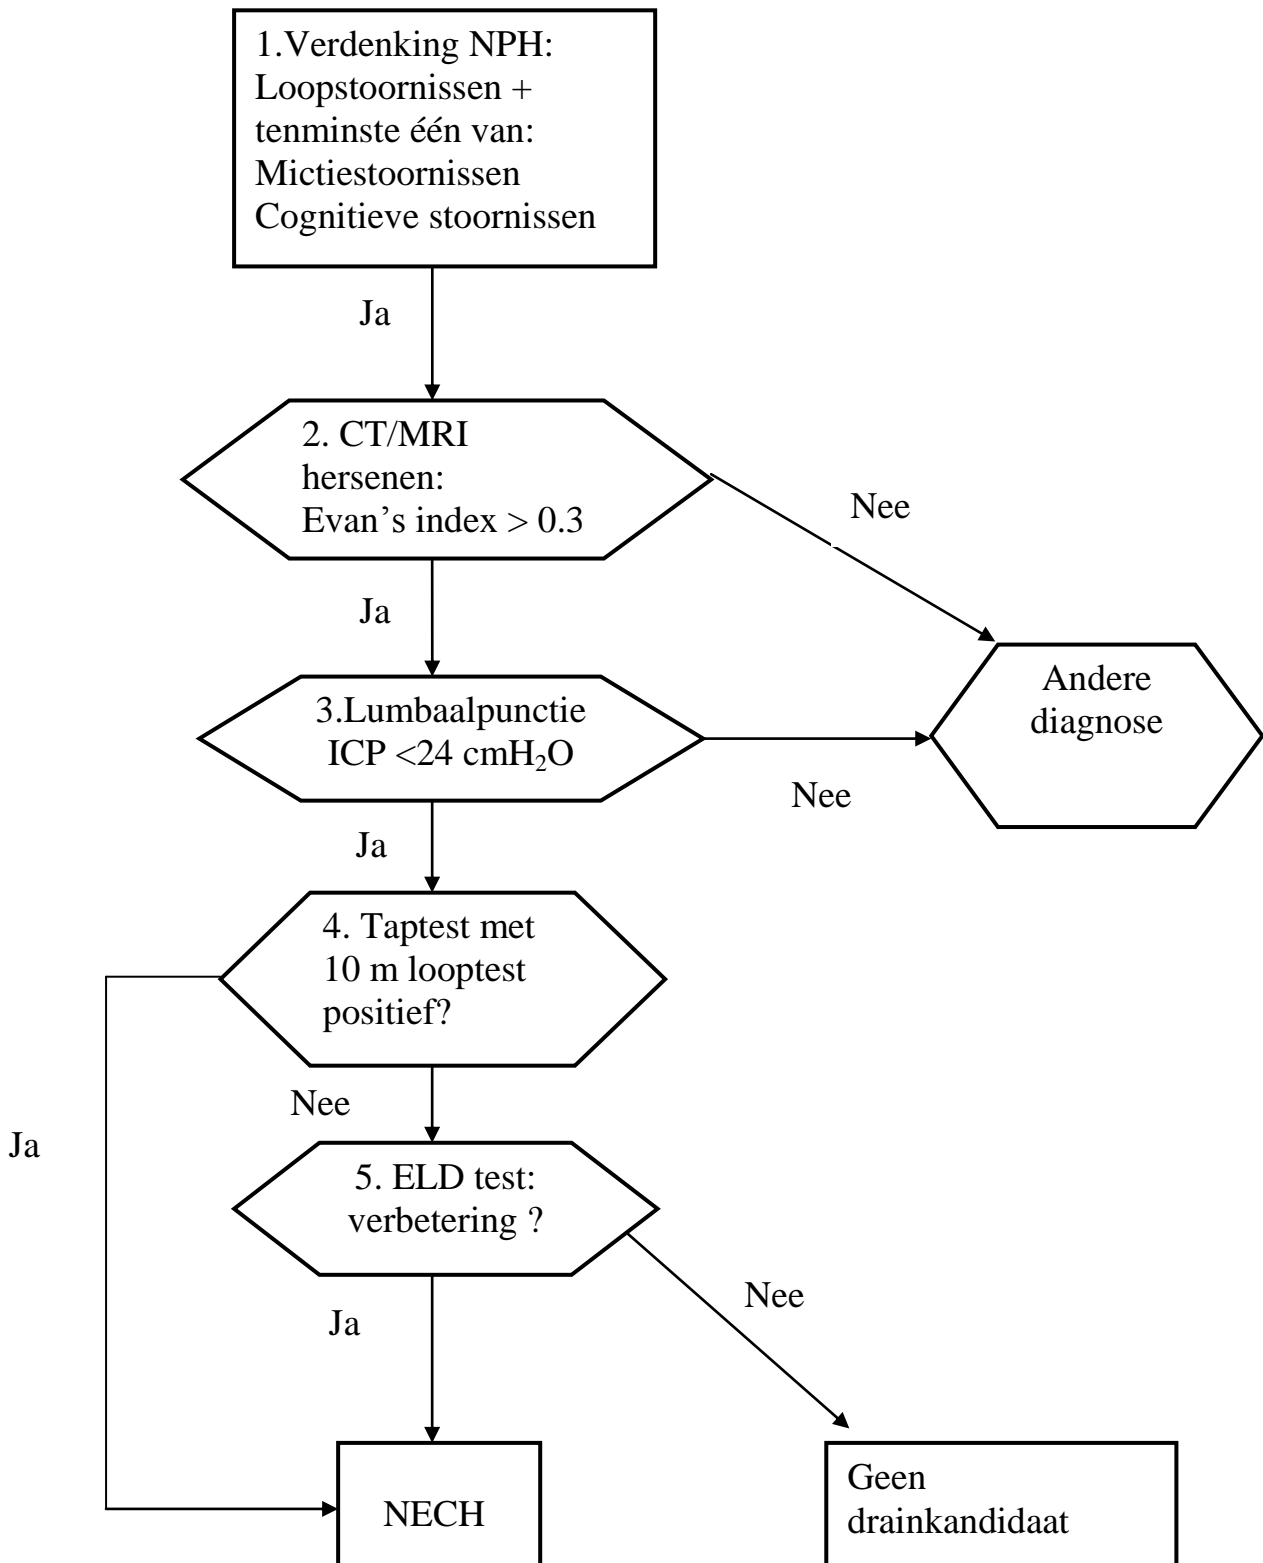 1.Verdenking NPH:
Loopstoornissen +
tenminste één van:
Mictiestoornissen
Cognitieve stoornissen
Ja
2. CT/MRI
hersenen:
Evan’s index > 0.3
Nee
Ja
Andere
diagnose
3.Lumbaalpunctie
ICP <24 cmH₂O
Nee
Ja
4. Taptest met
10 m looptest
positief?
Nee
Ja
5. ELD test:
verbetering ?
Nee
Ja
NECH
Geen
drainkandidaat